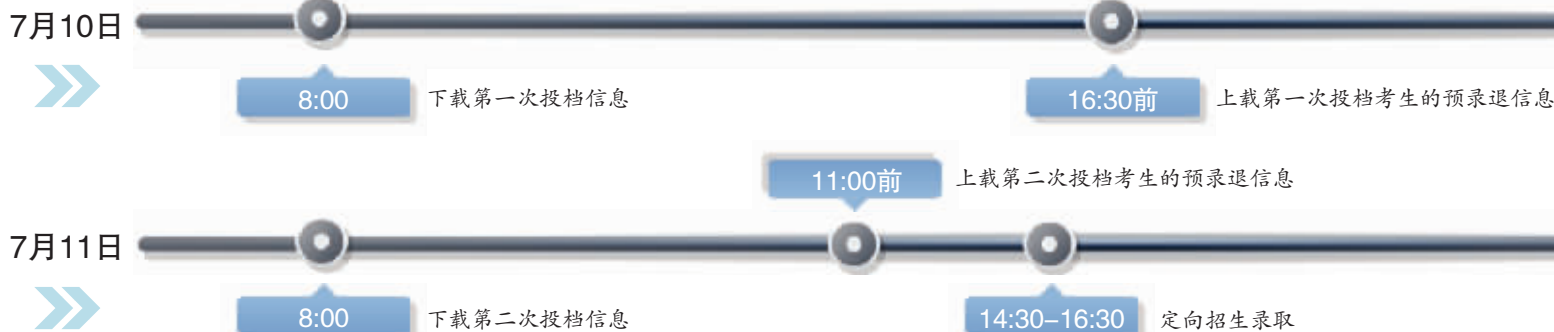 7月10日
8:00 下载第一次投档信息 16:30前 上载第一次投档考生的预录退信息
11:00前 上载第二次投档考生的预录退信息
7月11日
8:00 下载第二次投档信息 14:30–16:30 定向招生录取